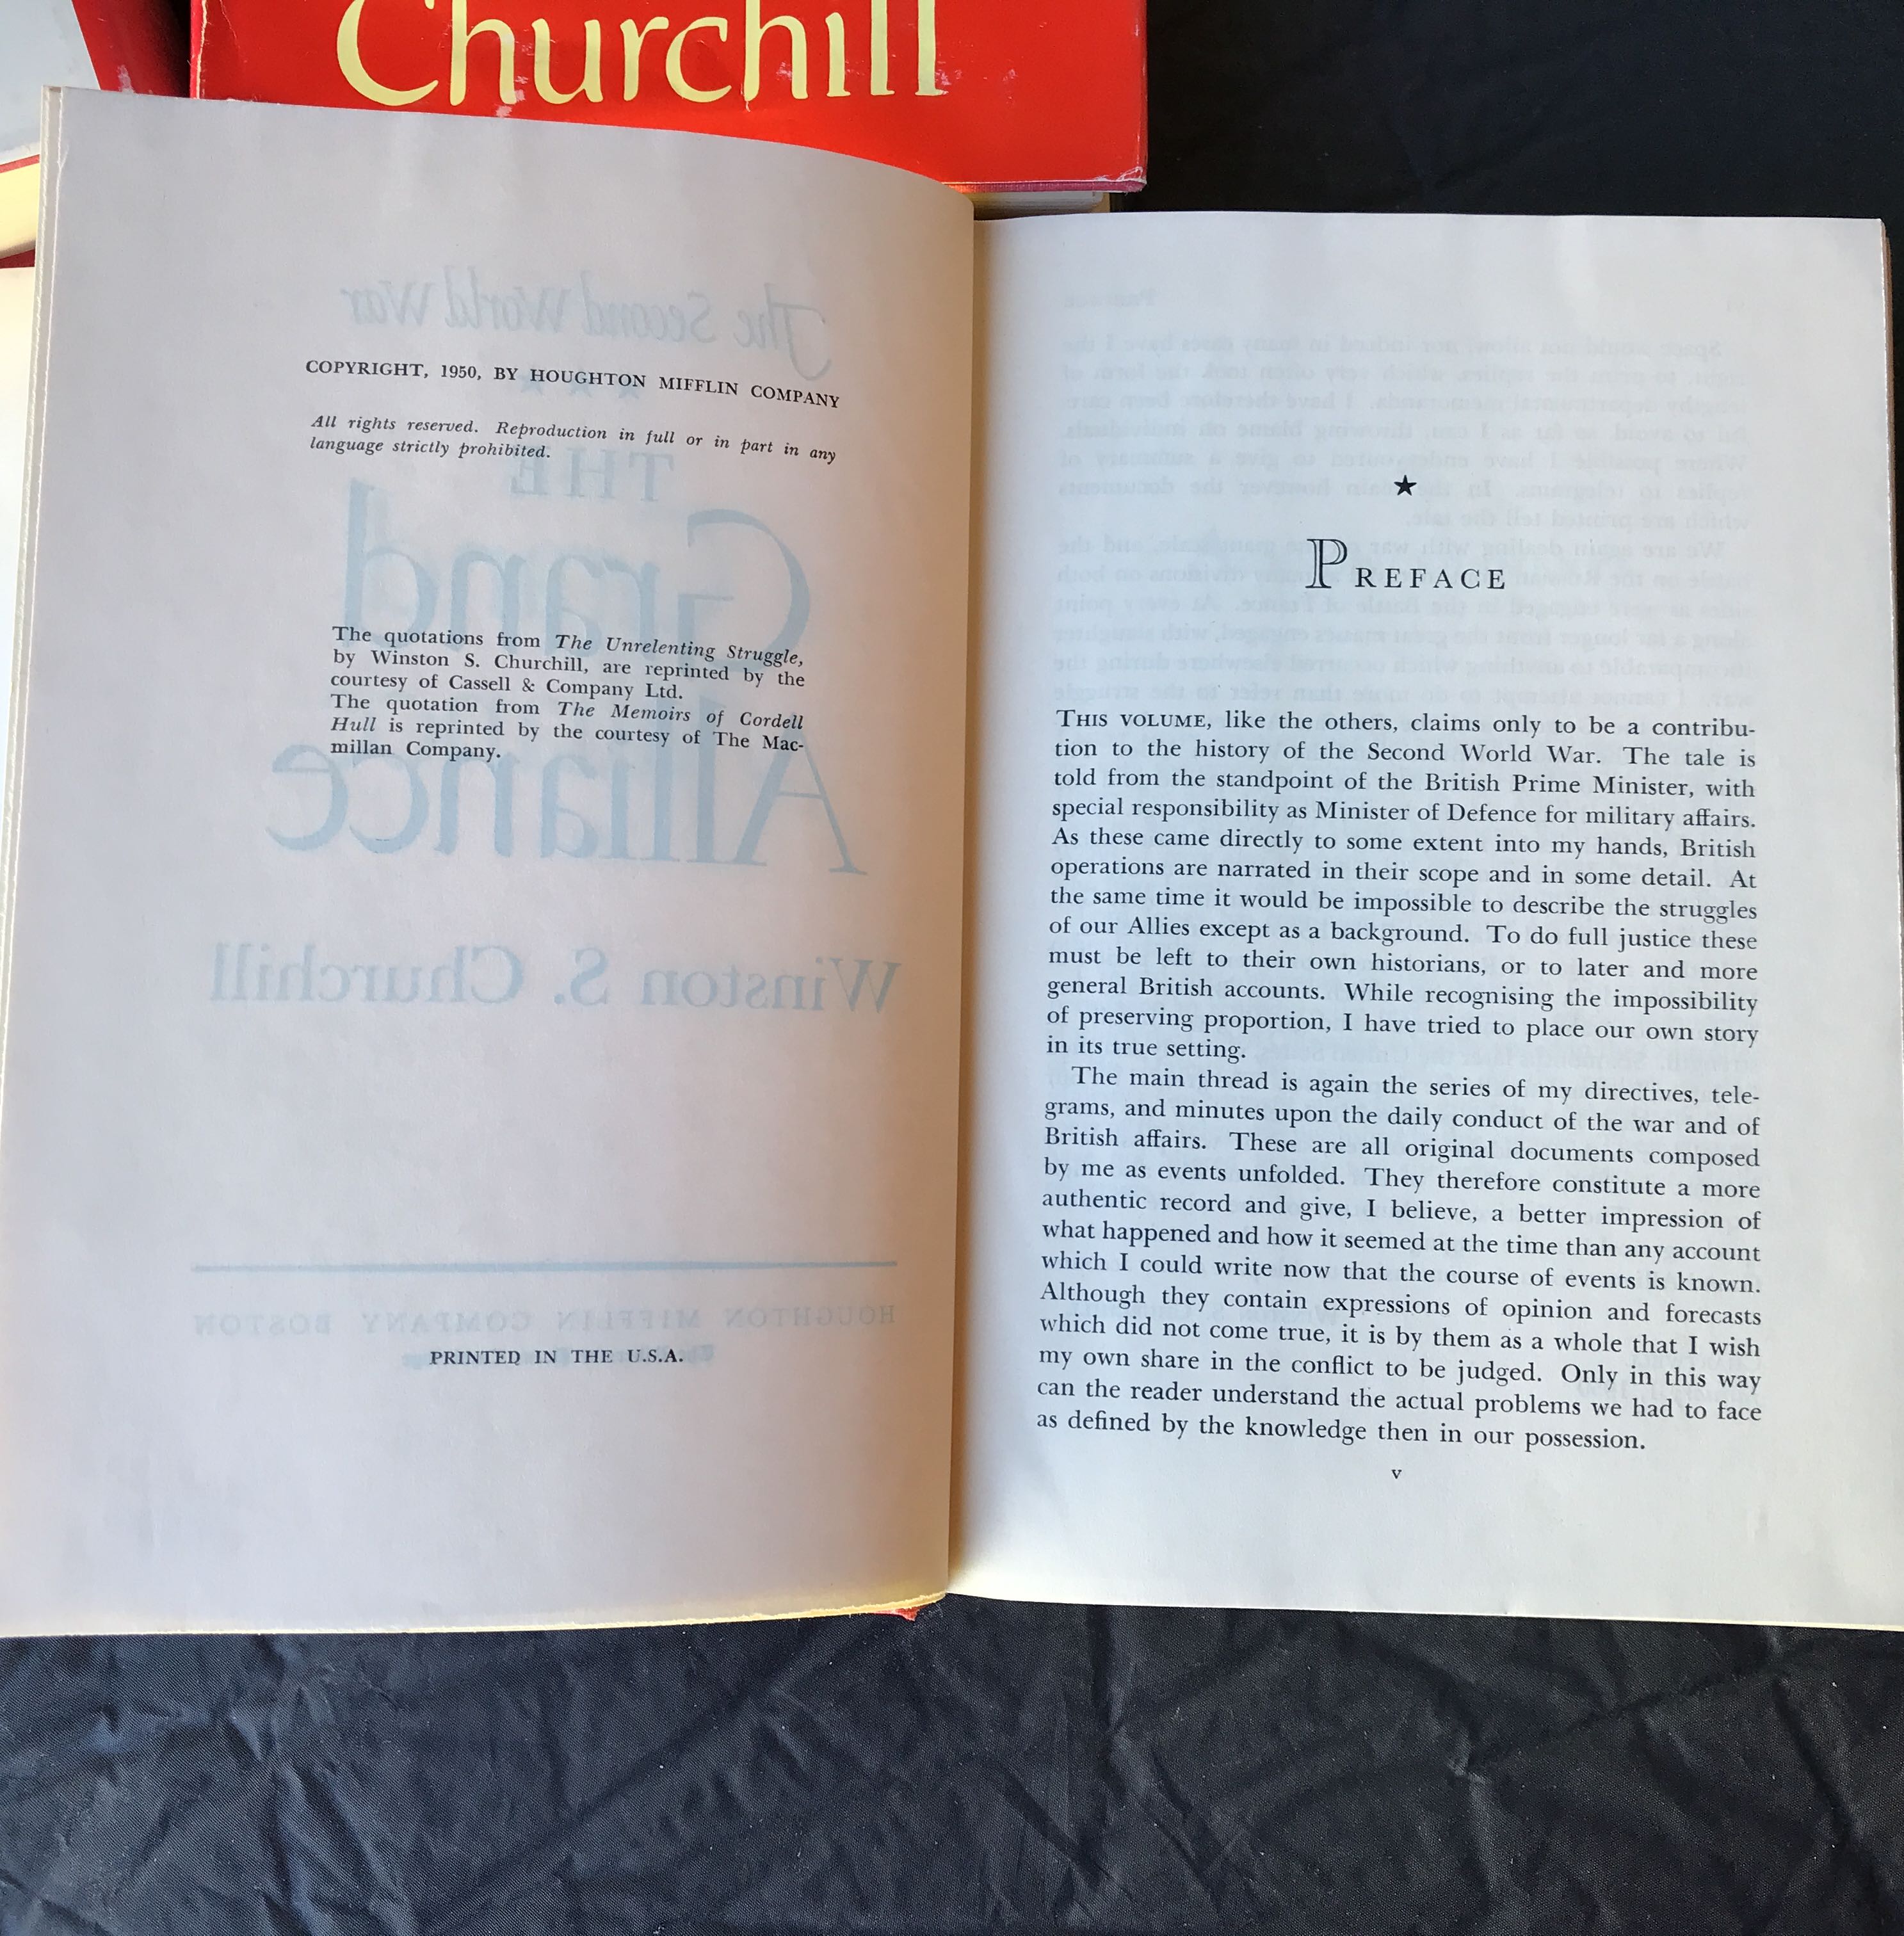 Churchill
The Second World War
COPYRIGHT, 1950, BY HOUGHTON MIFFLIN COMPANY
All rights reserved. Reproduction in full or in part in any
language strictly prohibited.
THE
Grand
The quotations from The Unrelenting Struggle,
by Winston S. Churchill, are reprinted by the
courtesy of Cassell & Company Ltd.
The quotation from The Memoirs of Cordell
Hull is reprinted by the courtesy of The Mac-
millan Company.
Alliance
Winston S. Churchill
HOUGHTON MIFFLIN COMPANY BOSTON
PRINTED IN THE U.S.A.
★
PREFACE
THIS VOLUME, like the others, claims only to be a contribu-
tion to the history of the Second World War. The tale is
told from the standpoint of the British Prime Minister, with
special responsibility as Minister of Defence for military affairs.
As these came directly to some extent into my hands, British
operations are narrated in their scope and in some detail. At
the same time it would be impossible to describe the struggles
of our Allies except as a background. To do full justice these
must be left to their own historians, or to later and more
general British accounts. While recognising the impossibility
of preserving proportion, I have tried to place our own story
in its true setting.
The main thread is again the series of my directives, tele-
grams, and minutes upon the daily conduct of the war and of
British affairs. These are all original documents composed
by me as events unfolded. They therefore constitute a more
authentic record and give, I believe, a better impression of
what happened and how it seemed at the time than any account
which I could write now that the course of events is known.
Although they contain expressions of opinion and forecasts
which did not come true, it is by them as a whole that I wish
my own share in the conflict to be judged. Only in this way
can the reader understand the actual problems we had to face
as defined by the knowledge then in our possession.
v